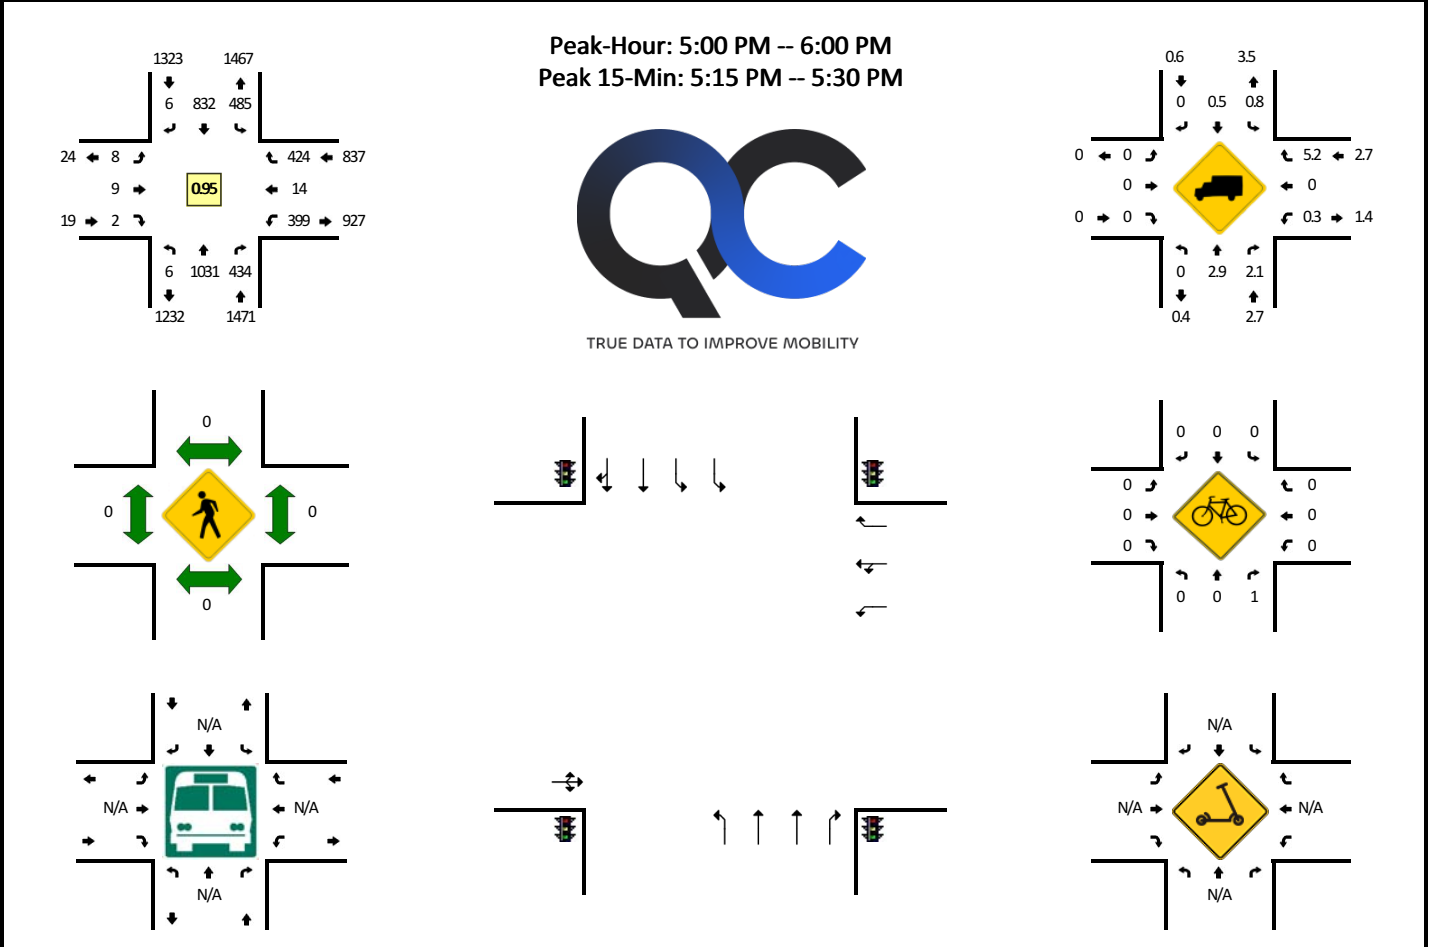 Peak-Hour: 5:00 PM -- 6:00 PM
Peak 15-Min: 5:15 PM -- 5:30 PM
1323 1467
6 832 485
24 8 424 837
9 0.95 14
19 2 399 927
6 1031 434
1232 1471
QC
TRUE DATA TO IMPROVE MOBILITY
0.6 3.5
0 0.5 0.8
0 0 5.2 2.7
0 0
0 0 0.3 1.4
0 2.9 2.1
0.4 2.7
0
0 0
0
0 0 0
0 0
0 0
0 0
0 0 1
N/A
N/A N/A
N/A
N/A
N/A N/A
N/A